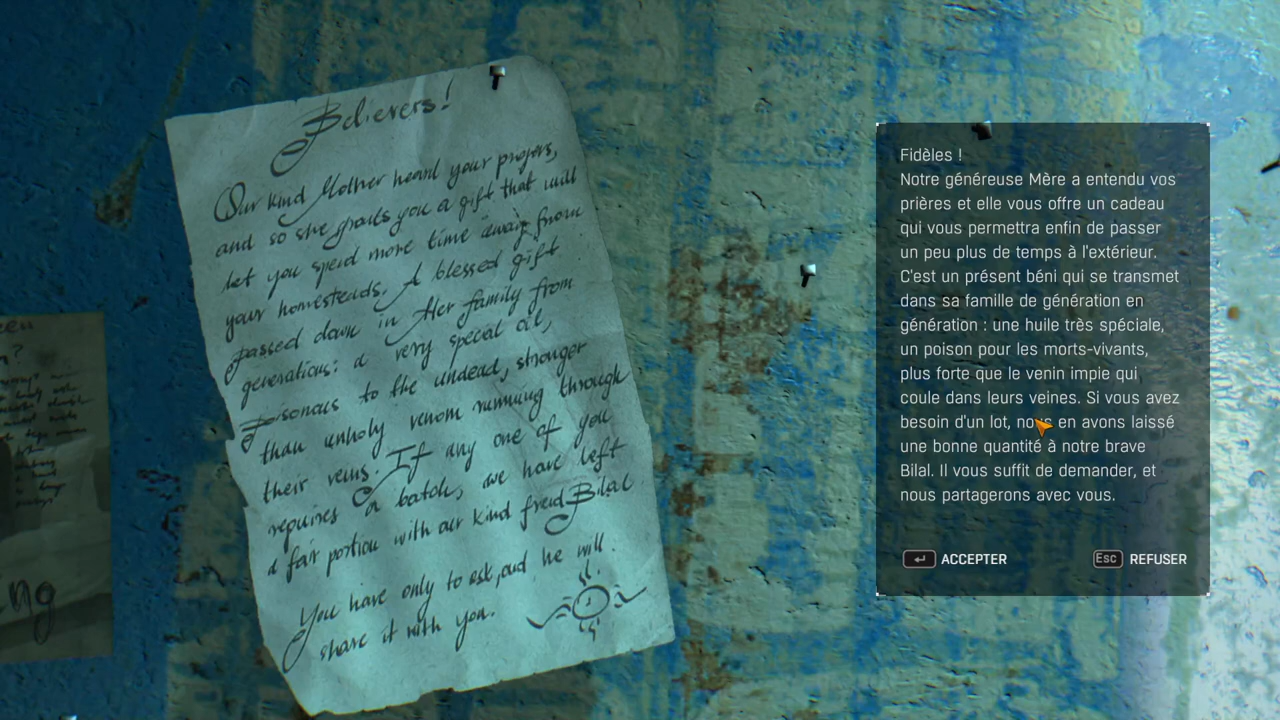 Believers!
Our kind Mother heard your prayers,
and so she grants you a gift that will
let you spend more time away from
your homesteads. A blessed gift
passed down in Her family from
generations: a very special oil,
poisonous to the undead, stronger
than unholy venom running through
their veins. If any one of you
requires a batch, we have left
a fair portion with our kind friend Bilal
You have only to ask, and he will
share it with you.
ng
Fidèles !
Notre généreuse Mère a entendu vos
prières et elle vous offre un cadeau
qui vous permettra enfin de passer
un peu plus de temps à l'extérieur.
C'est un présent béni qui se transmet
dans sa famille de génération en
génération : une huile très spéciale,
un poison pour les morts-vivants,
plus forte que le venin impie qui
coule dans leurs veines. Si vous avez
besoin d'un lot, nous en avons laissé
une bonne quantité à notre brave
Bilal. Il vous suffit de demander, et
nous partagerons avec vous.
ACCEPTER
Esc REFUSER